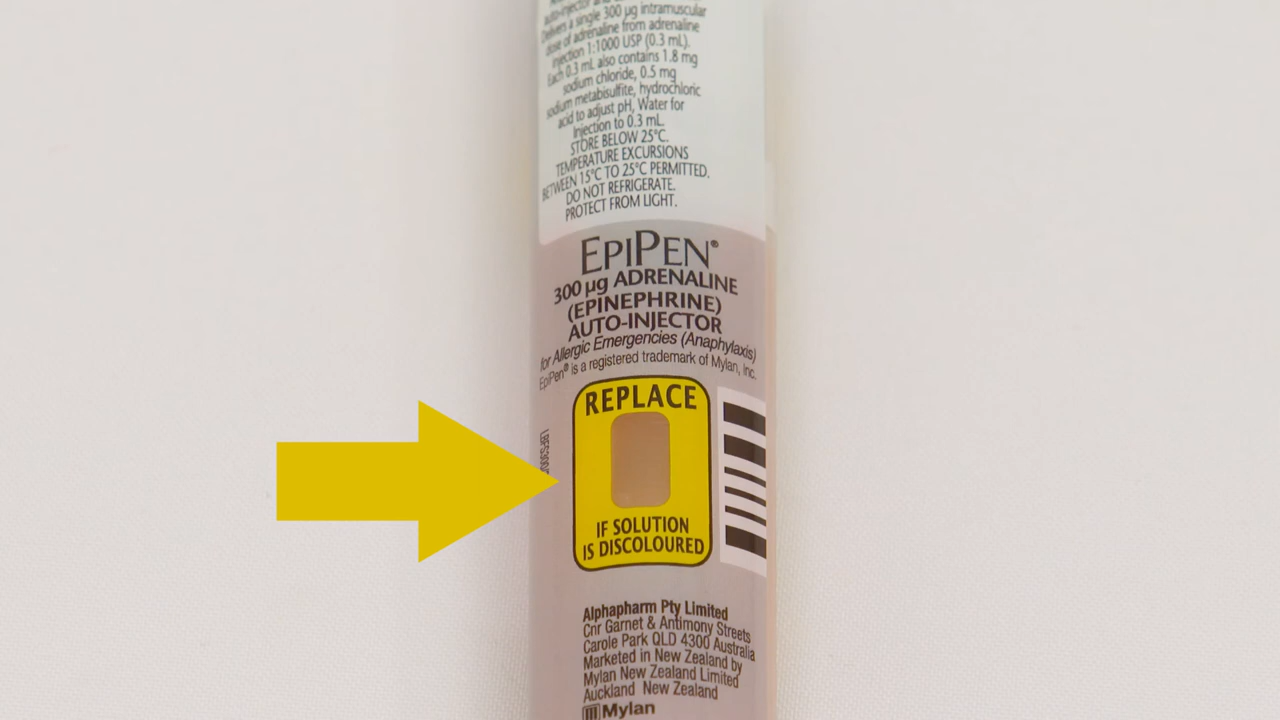 auto-injector
Delivers a single 300 µg intramuscular
dose of adrenaline from adrenaline
injection 1:1000 USP (0.3 mL).
Each 0.3 mL also contains 1.8 mg
sodium chloride, 0.5 mg
sodium metabisulfite, hydrochloric
acid to adjust pH, Water for
Injection to 0.3 mL.
STORE BELOW 25°C.
TEMPERATURE EXCURSIONS
BETWEEN 15°C TO 25°C PERMITTED.
DO NOT REFRIGERATE.
PROTECT FROM LIGHT.
EPIPEN®
300 µg ADRENALINE
(EPINEPHRINE)
AUTO-INJECTOR
for Allergic Emergencies (Anaphylaxis)
EpiPen® is a registered trademark of Mylan, Inc.
REPLACE
IF SOLUTION
IS DISCOLOURED
Alphapharm Pty Limited
Cnr Garnet & Antimony Streets
Carole Park QLD 4300 Australia
Marketed in New Zealand by
Mylan New Zealand Limited
Auckland New Zealand
Mylan